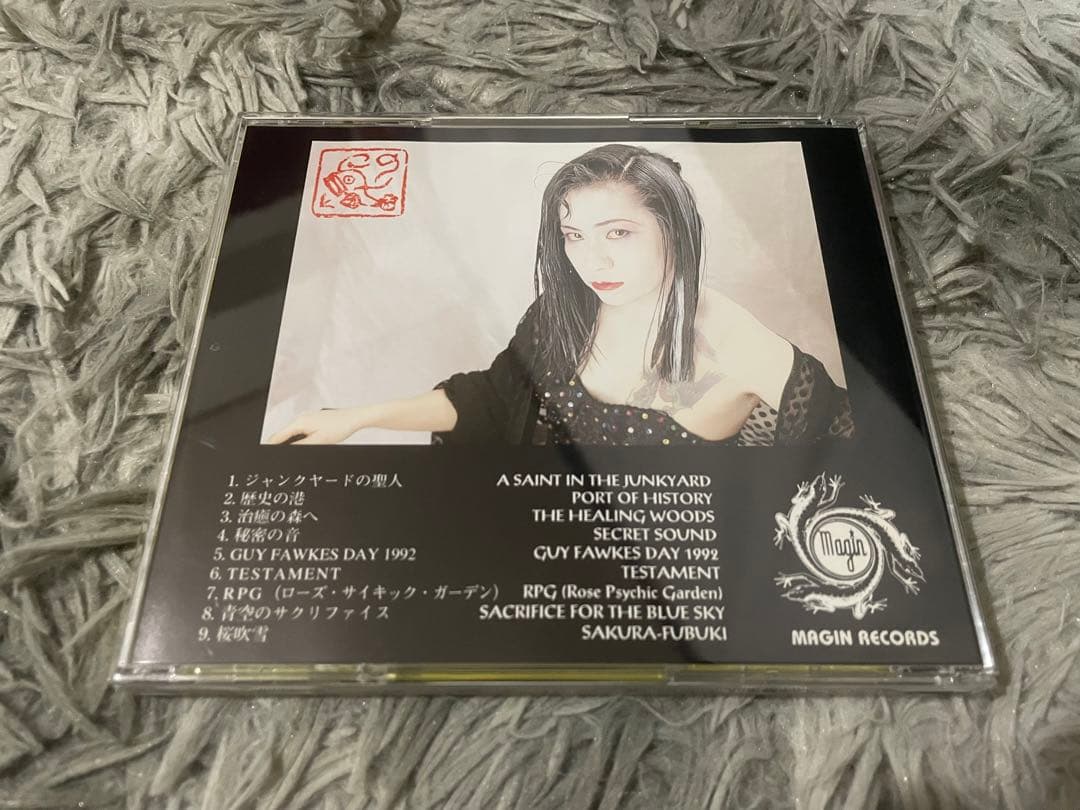 1. ジャンクヤードの聖人 A SAINT IN THE JUNKYARD
2. 歴史の港 PORT OF HISTORY
3. 治癒の森へ THE HEALING WOODS
4. 秘密の音 SECRET SOUND
5. GUY FAWKES DAY 1992 GUY FAWKES DAY 1992
6. TESTAMENT TESTAMENT
7. RPG (ローズ・サイキック・ガーデン) RPG (Rose Psychic Garden)
8. 青空のサクリファイス SACRIFICE FOR THE BLUE SKY
9. 桜吹雪 SAKURA-FUBUKI
Magin
MAGIN RECORDS